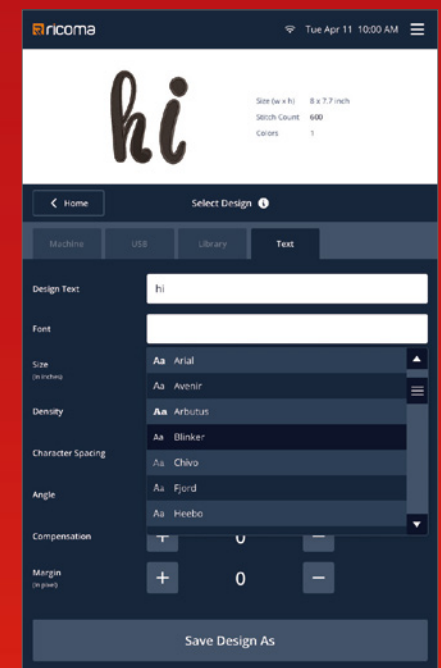 ricoma
Tue Apr 11 10:00 AM
hi
Size (w x h) 8 x 7.7 inch
Stitch Count 600
Colors 1
Home
Select Design
Machine USB Library Text
Design Text hi
Font
Size
(in inches)
Aa Arial
Aa Avenir
Density
Aa Arbutus
Aa Blinker
Character Spacing
Aa Chivo
Angle
Aa Fjord
Aa Heebo
Compensation + 0 −
Margin
(in pixel)
+ 0 −
Save Design As